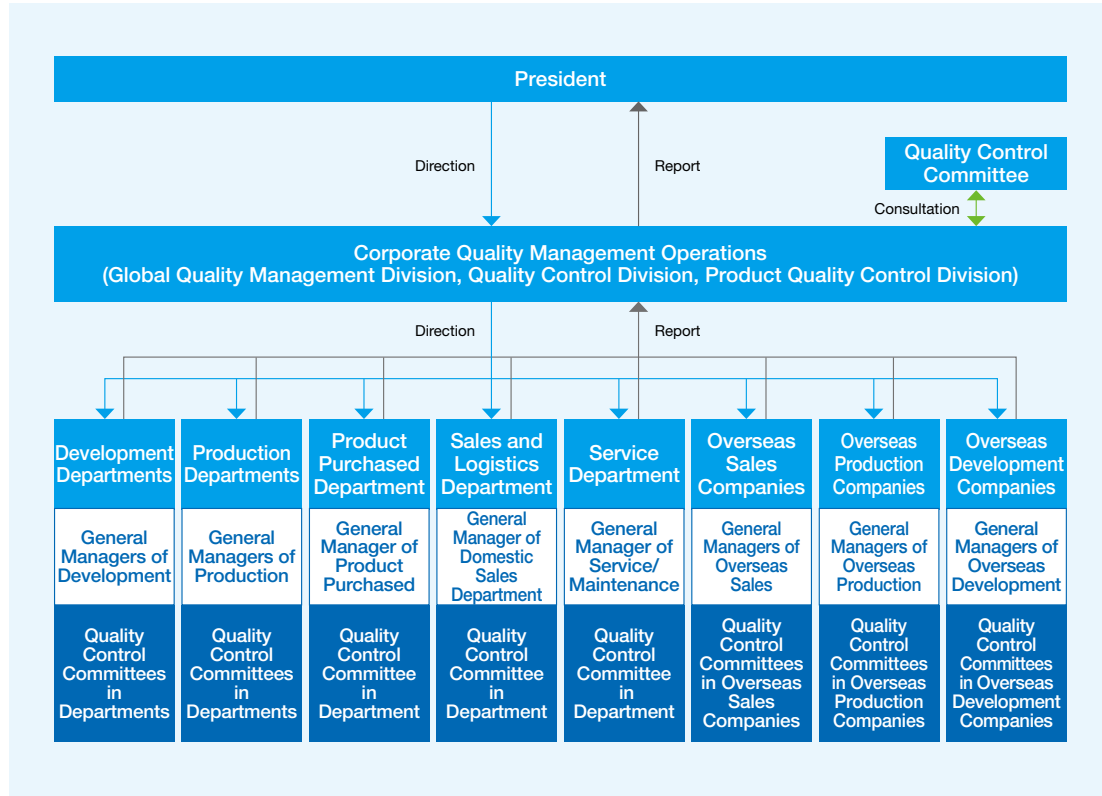 President
Direction
Report
Quality Control
Committee
Consultation
Corporate Quality Management Operations
(Global Quality Management Division, Quality Control Division, Product Quality Control Division)
Direction
Report
Development
Departments
Production
Departments
Product
Purchased
Department
Sales and
Logistics
Department
Service
Department
Overseas
Sales
Companies
Overseas
Production
Companies
Overseas
Development
Companies
General
Managers of
Development
General
Managers of
Production
General
Manager of
Product
Purchased
General
Manager of
Domestic
Sales
Department
General
Manager of
Service/
Maintenance
General
Managers of
Overseas
Sales
General
Managers of
Overseas
Production
General
Managers of
Overseas
Development
Quality
Control
Committees
in
Departments
Quality
Control
Committees
in
Departments
Quality
Control
Committee
in
Department
Quality
Control
Committee
in
Department
Quality
Control
Committee
in
Department
Quality
Control
Committees
in Overseas
Sales
Companies
Quality
Control
Committees
in Overseas
Production
Companies
Quality
Control
Committees
in Overseas
Development
Companies